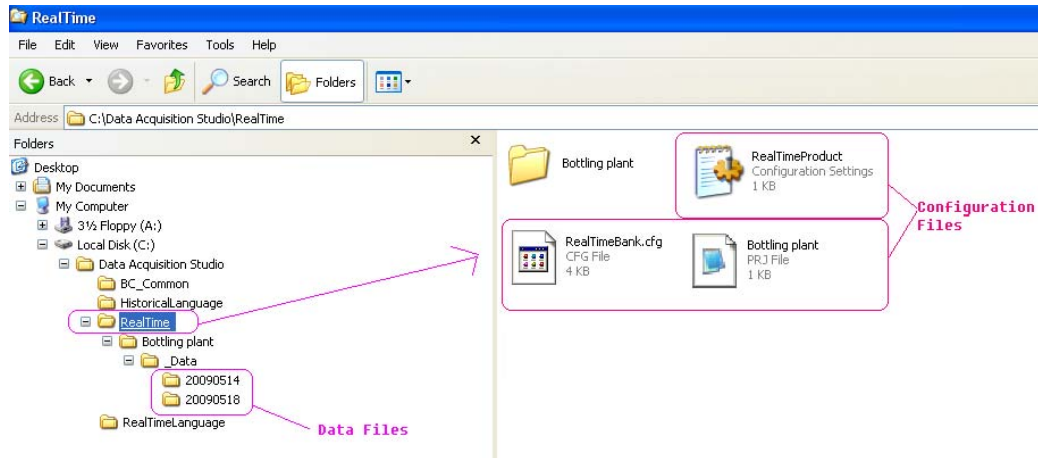 RealTime
File Edit View Favorites Tools Help
Back Search Folders
Address C:\Data Acquisition Studio\RealTime
Folders
Desktop
My Documents
My Computer
3½ Floppy (A:)
Local Disk (C:)
Data Acquisition Studio
BC_Common
HistoricalLanguage
RealTime
Bottling plant
_Data
20090514
20090518
RealTimeLanguage
Data Files
Bottling plant
RealTimeProduct
Configuration Settings
1 KB
RealTimeBank.cfg
CFG File
4 KB
Bottling plant
PRJ File
1 KB
Configuration
Files